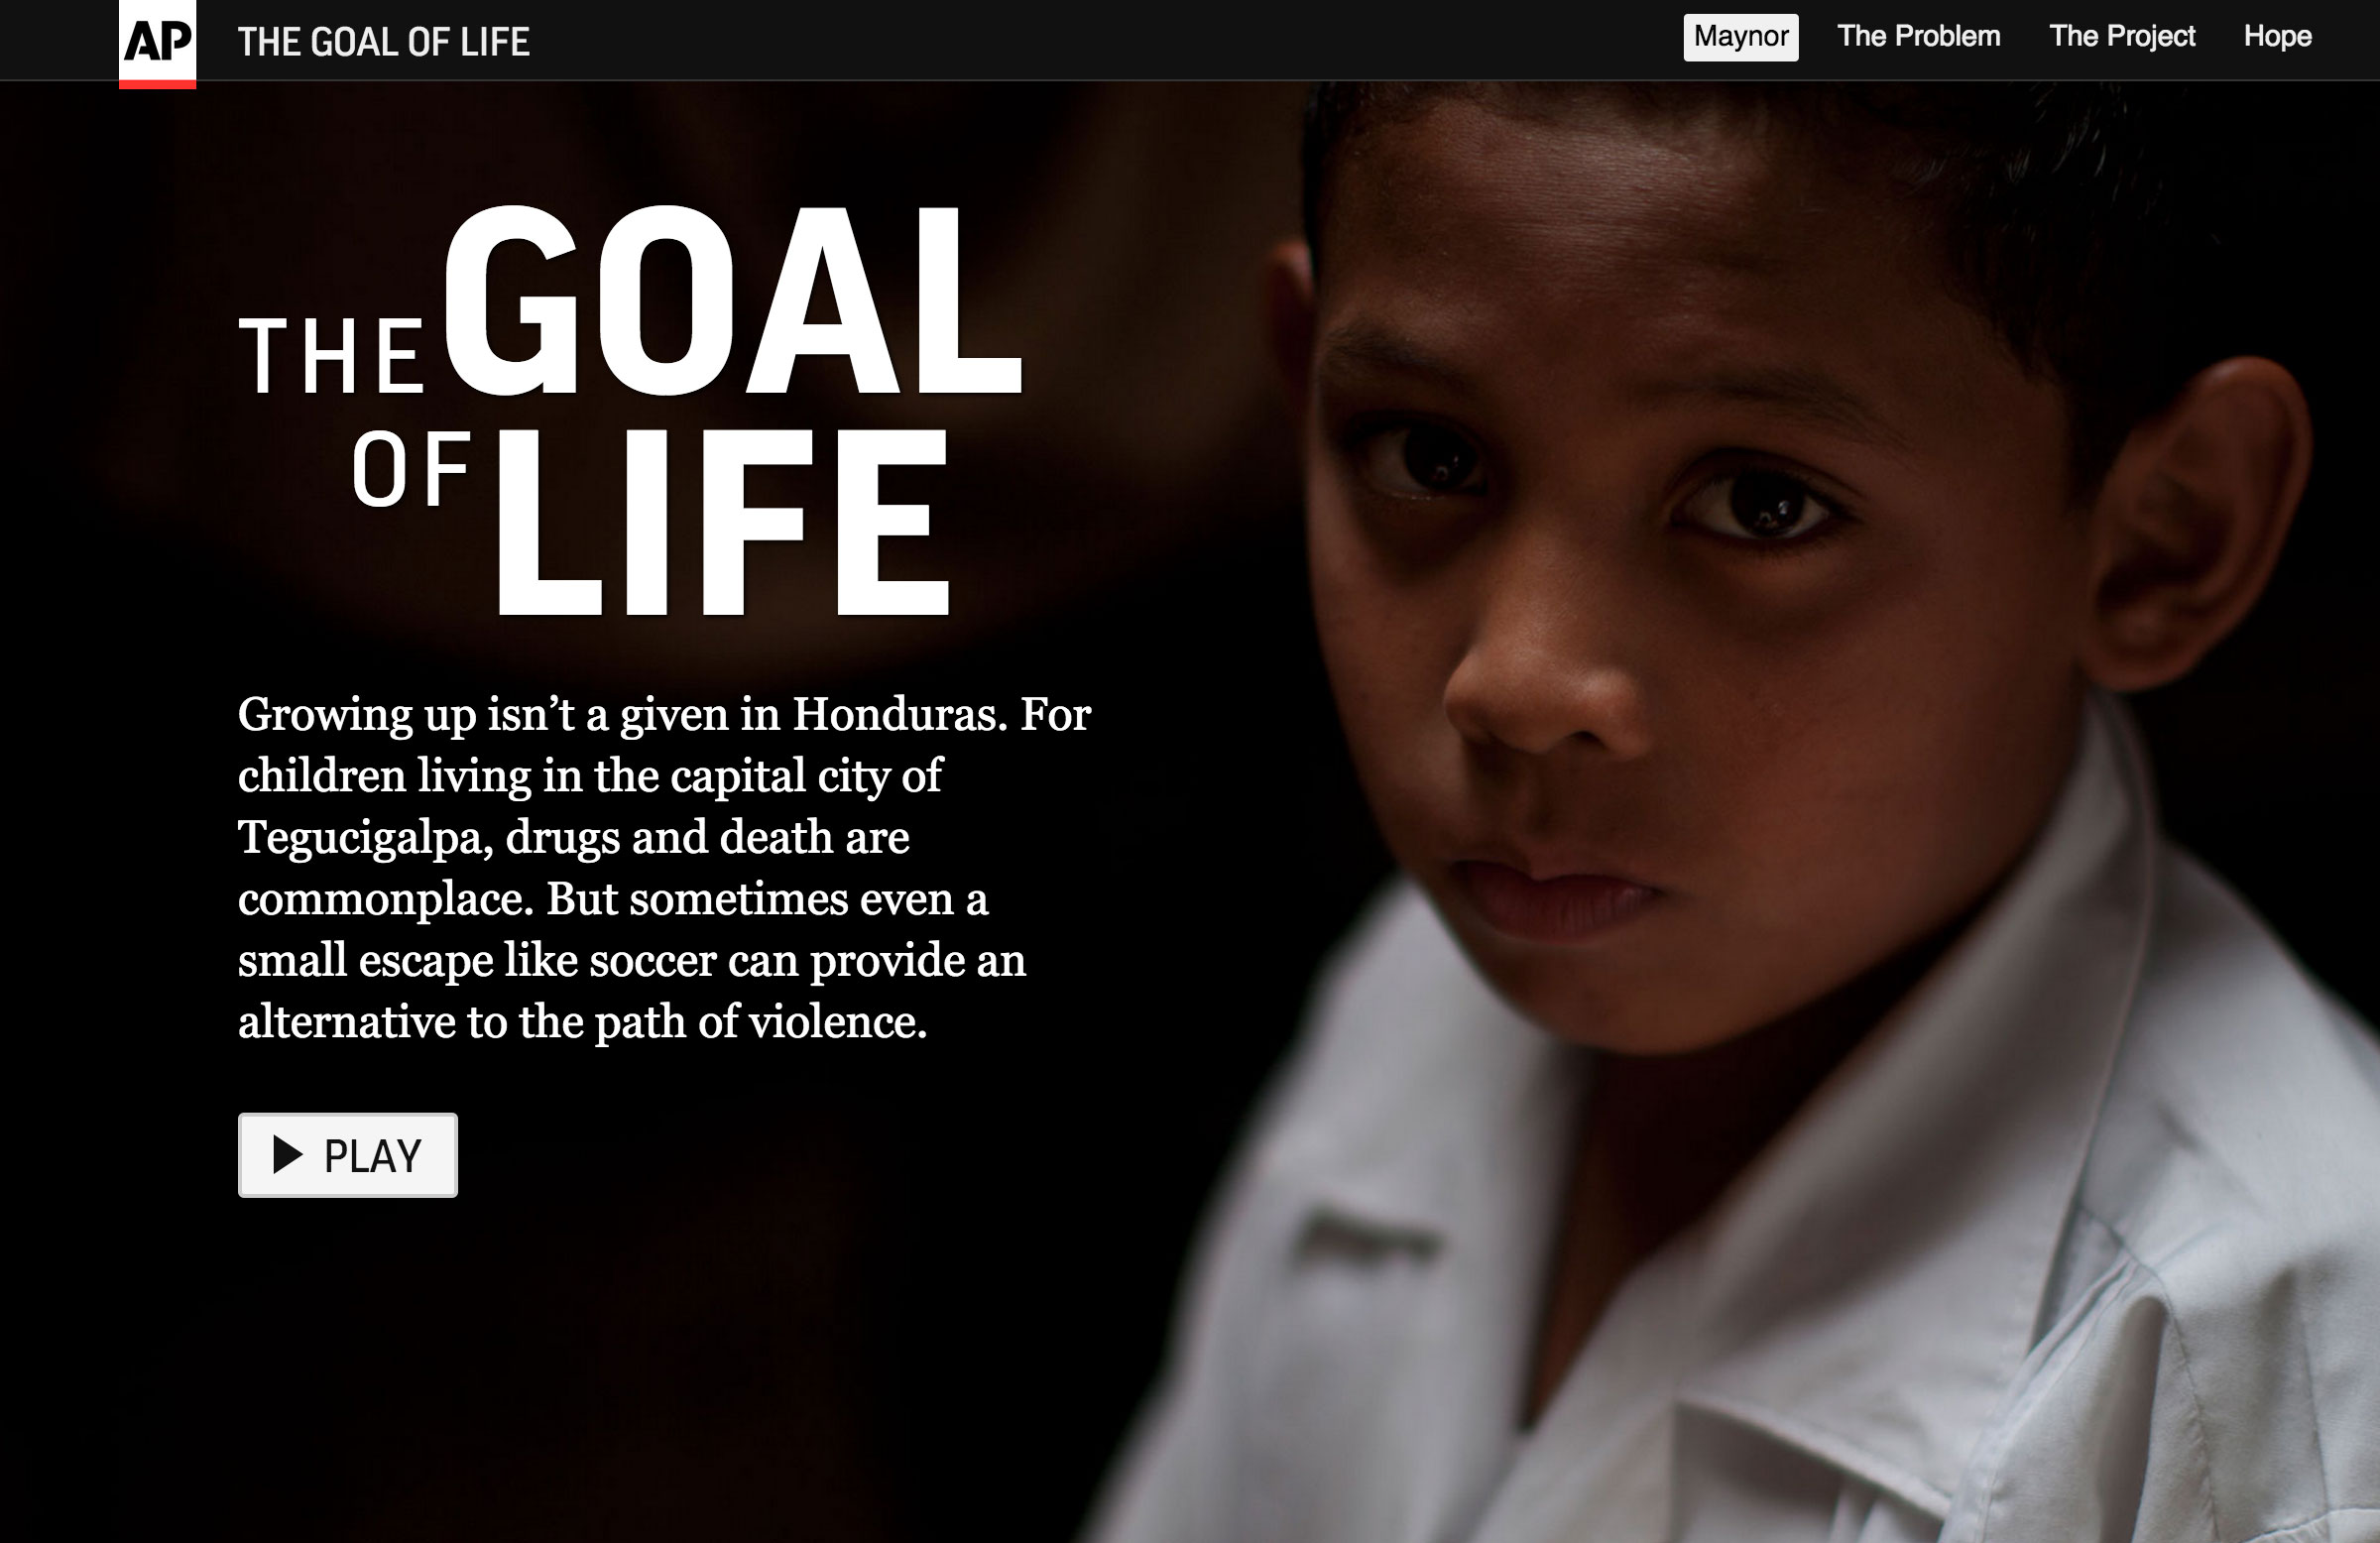 AP
THE GOAL OF LIFE
Maynor
The Problem
The Project
Hope
THE GOAL
OF LIFE
Growing up isn’t a given in Honduras. For
children living in the capital city of
Tegucigalpa, drugs and death are
commonplace. But sometimes even a
small escape like soccer can provide an
alternative to the path of violence.
PLAY